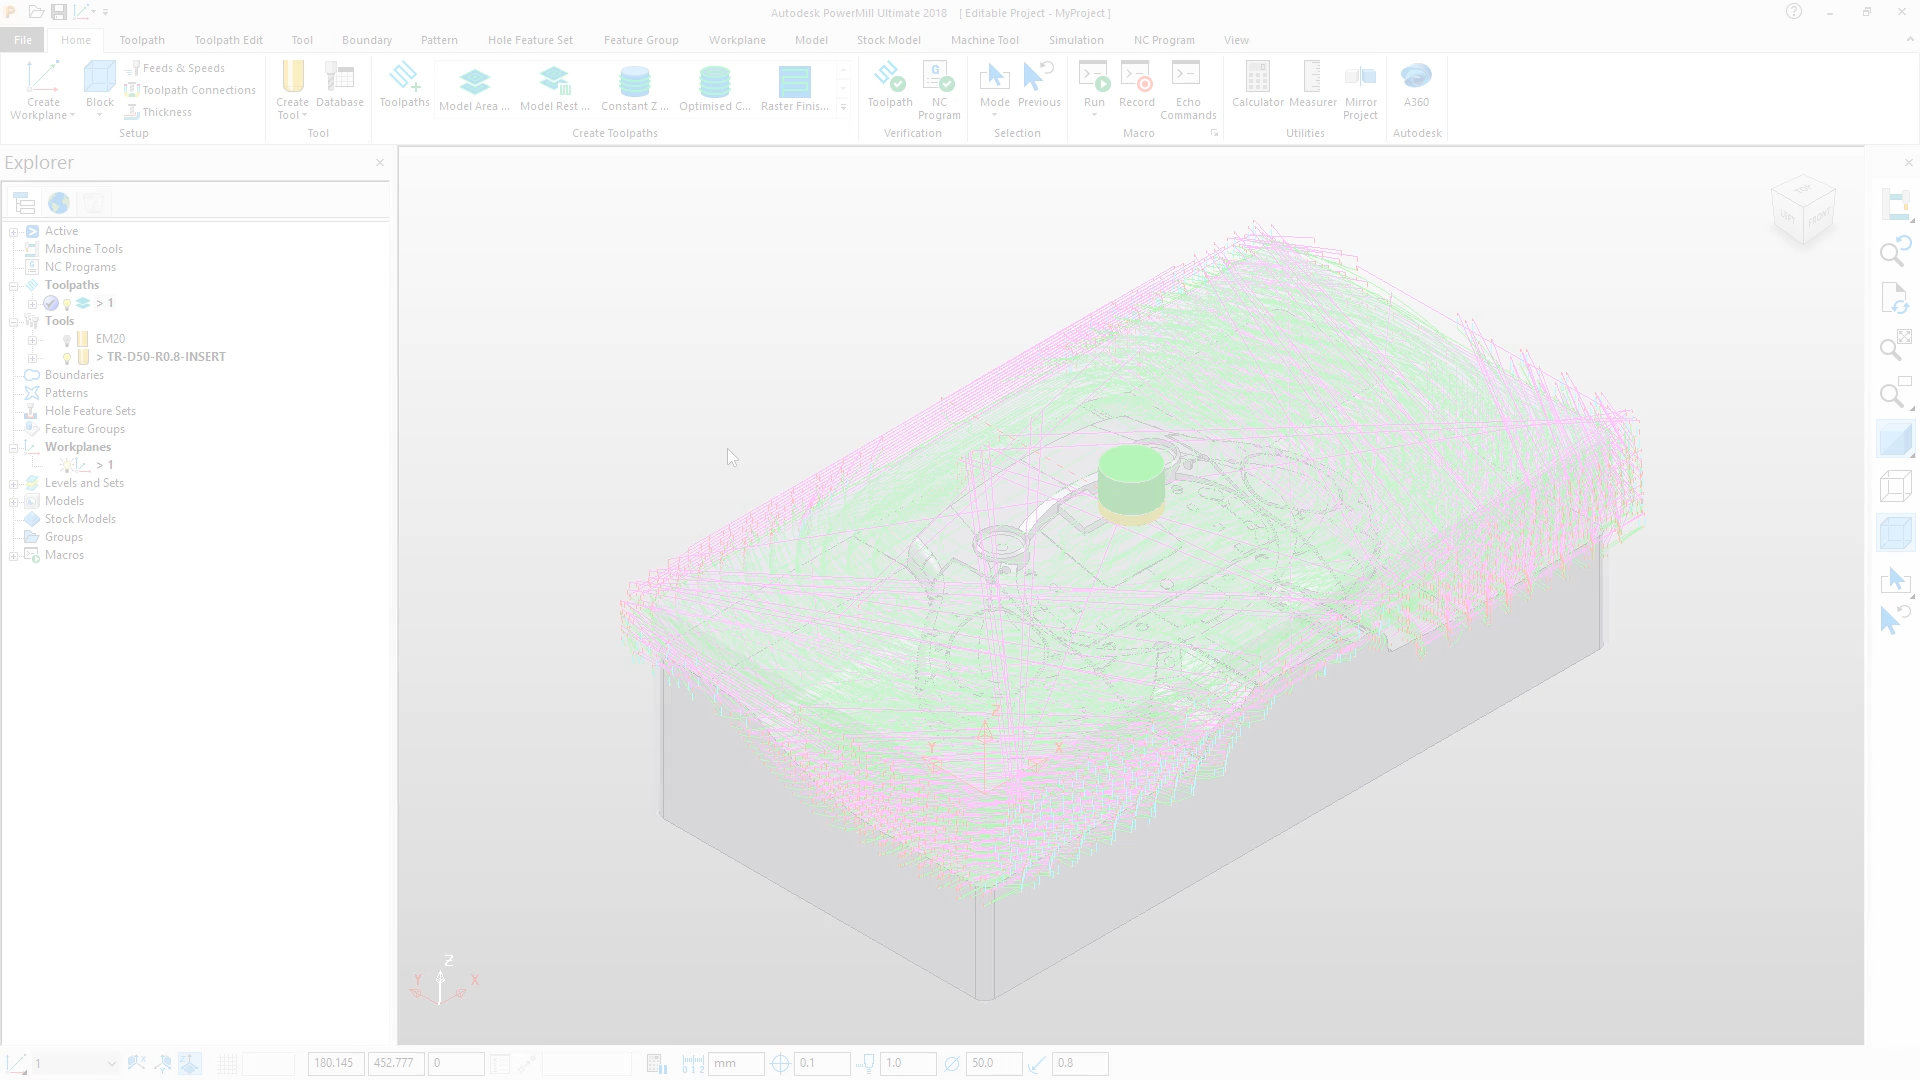 Autodesk PowerMill Ultimate 2018 [ Editable Project - MyProject ]
File Home Toolpath Toolpath Edit Tool Boundary Pattern Hole Feature Set Feature Group Workplane Model Stock Model Machine Tool Simulation NC Program View
Create Workplane
Block
Feeds & Speeds
Toolpath Connections
Thickness
Setup
Create Tool
Database
Tool
Toolpaths
Model Area ...
Model Rest ...
Constant Z ...
Optimised C...
Raster Finis...
Create Toolpaths
Toolpath
NC Program
Verification
Mode
Previous
Selection
Run
Record
Echo Commands
Macro
Calculator
Measurer
Mirror Project
Utilities
A360
Autodesk
Explorer
Active
Machine Tools
NC Programs
Toolpaths
> 1
Tools
EM20
> TR-D50-R0.8-INSERT
Boundaries
Patterns
Hole Feature Sets
Feature Groups
Workplanes
> 1
Levels and Sets
Models
Stock Models
Groups
Macros
TOP
LEFT FRONT
Z
Y X
Z
Y X
1 180.145 452.777 0 mm 0.1 1.0 50.0 0.8